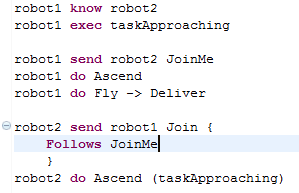 robot1 know robot2
robot1 exec taskApproaching
robot1 send robot2 JoinMe
robot1 do Ascend
robot1 do Fly -> Deliver
robot2 send robot1 Join {
Follows JoinMe
}
robot2 do Ascend (taskApproaching)